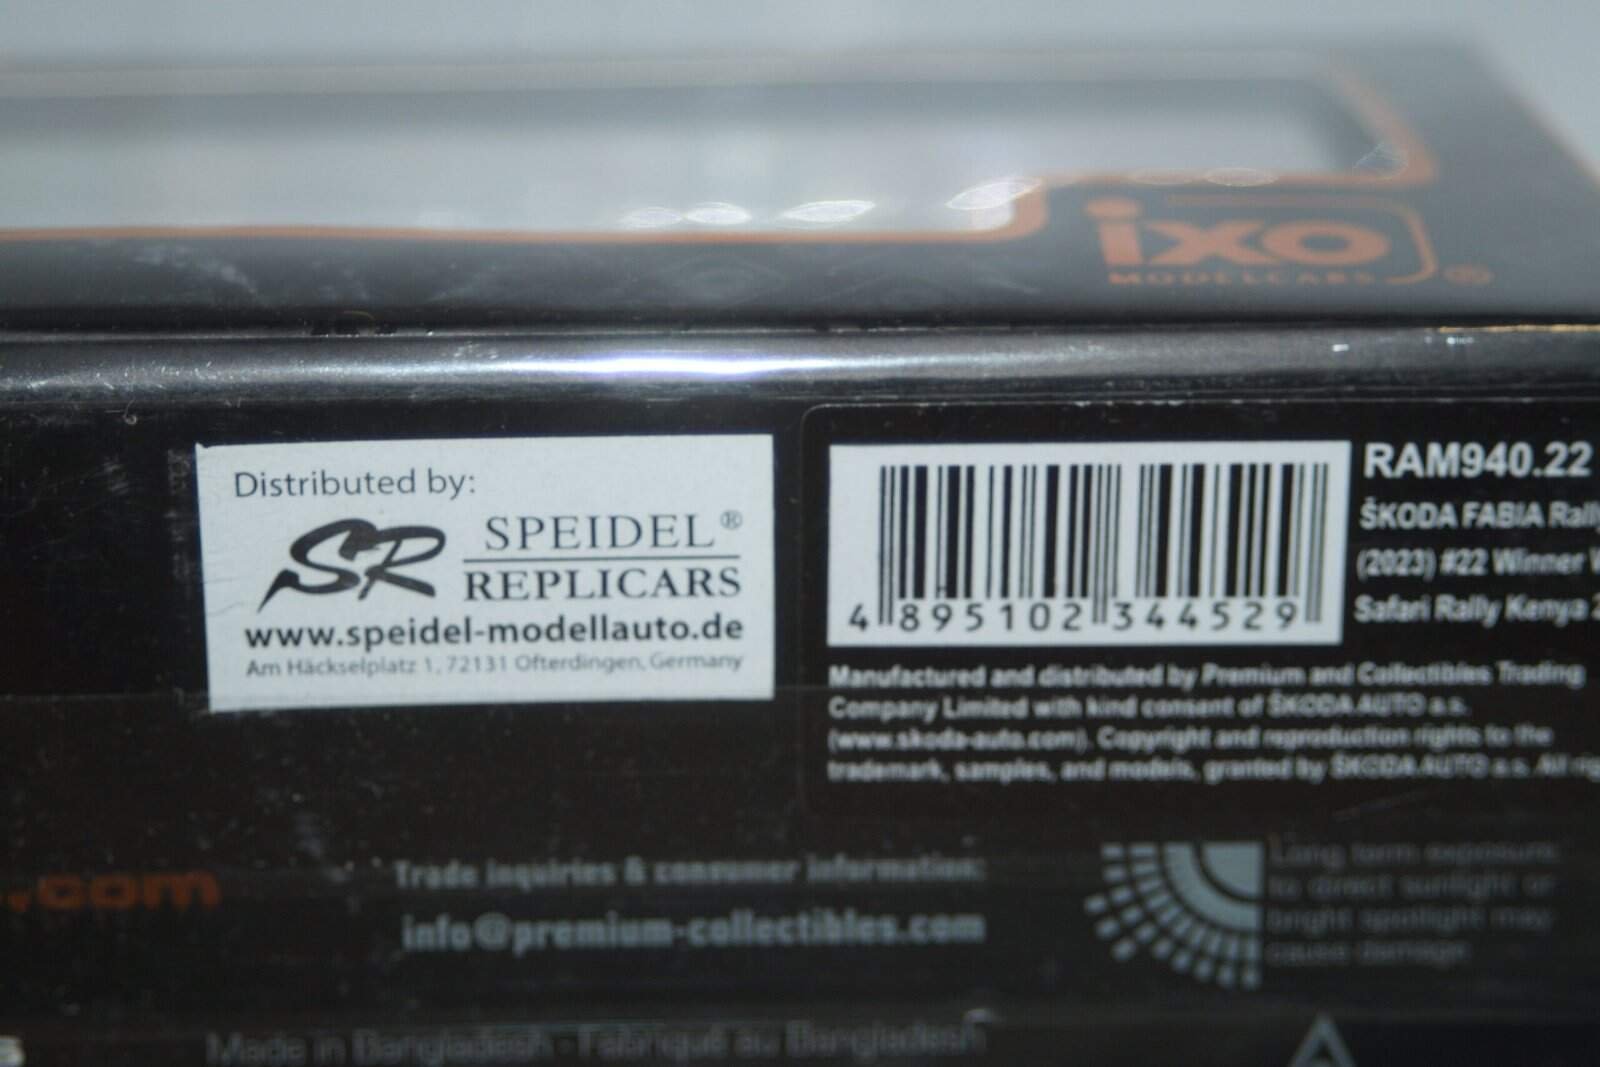 ixo
MODELCARS ®
Distributed by:
SR SPEIDEL®
REPLICARS
www.speidel-modellauto.de
Am Häckselplatz 1, 72131 Ofterdingen, Germany
4 895102 344529
RAM940.22
ŠKODA FABIA Rally
(2023) #22 Winner W
Safari Rally Kenya 2
Manufactured and distributed by Premium and Collectibles Trading
Company Limited with kind consent of ŠKODA AUTO a.s.
(www.skoda-auto.com). Copyright and reproduction rights to the
trademark, samples, and models, granted by ŠKODA AUTO a.s. All rig
.com
Trade inquiries & consumer information:
info@premium-collectibles.com
Long term exposure
to direct sunlight or
bright spotlight may
cause damage.
s
Made in Bangladesh - Fabriqué au Bangladesh